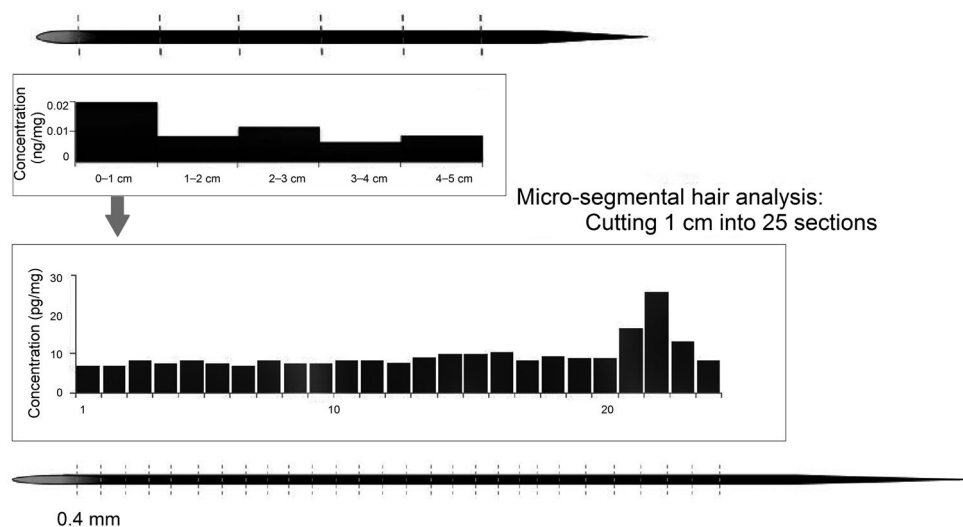 Concentration
(ng/mg)
0.02
0.01
0
0–1 cm
1–2 cm
2–3 cm
3–4 cm
4–5 cm
Micro-segmental hair analysis:
Cutting 1 cm into 25 sections
Concentration (pg/mg)
30
20
10
0
1
10
20
0.4 mm